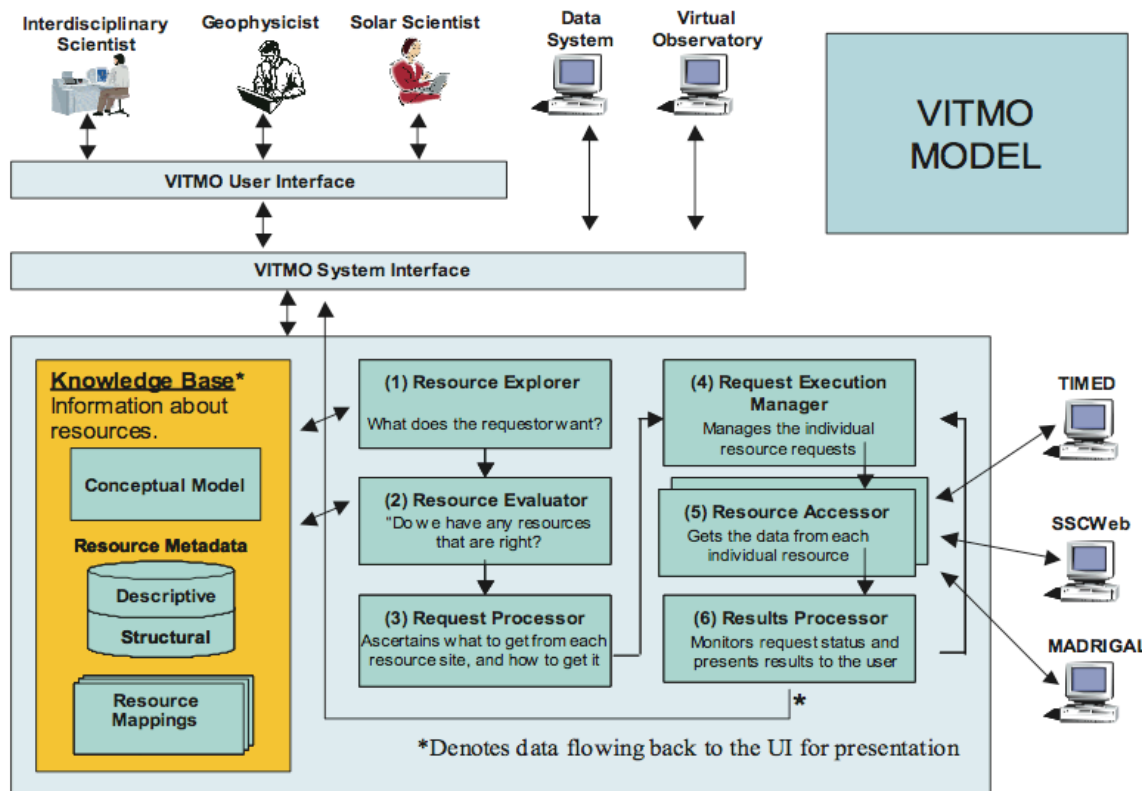 Interdisciplinary
Scientist
Geophysicist
Solar Scientist
Data
System
Virtual
Observatory
VITMO
MODEL
VITMO User Interface
VITMO System Interface
Knowledge Base*
Information about
resources.
Conceptual Model
Resource Metadata
Descriptive
Structural
Resource
Mappings
(1) Resource Explorer
What does the requestor want?
(2) Resource Evaluator
"Do we have any resources
that are right?
(3) Request Processor
Ascertains what to get from each
resource site, and how to get it
(4) Request Execution
Manager
Manages the individual
resource requests
(5) Resource Accessor
Gets the data from each
individual resource
(6) Results Processor
Monitors request status and
presents results to the user
*
*Denotes data flowing back to the UI for presentation
TIMED
SSCWeb
MADRIGAL